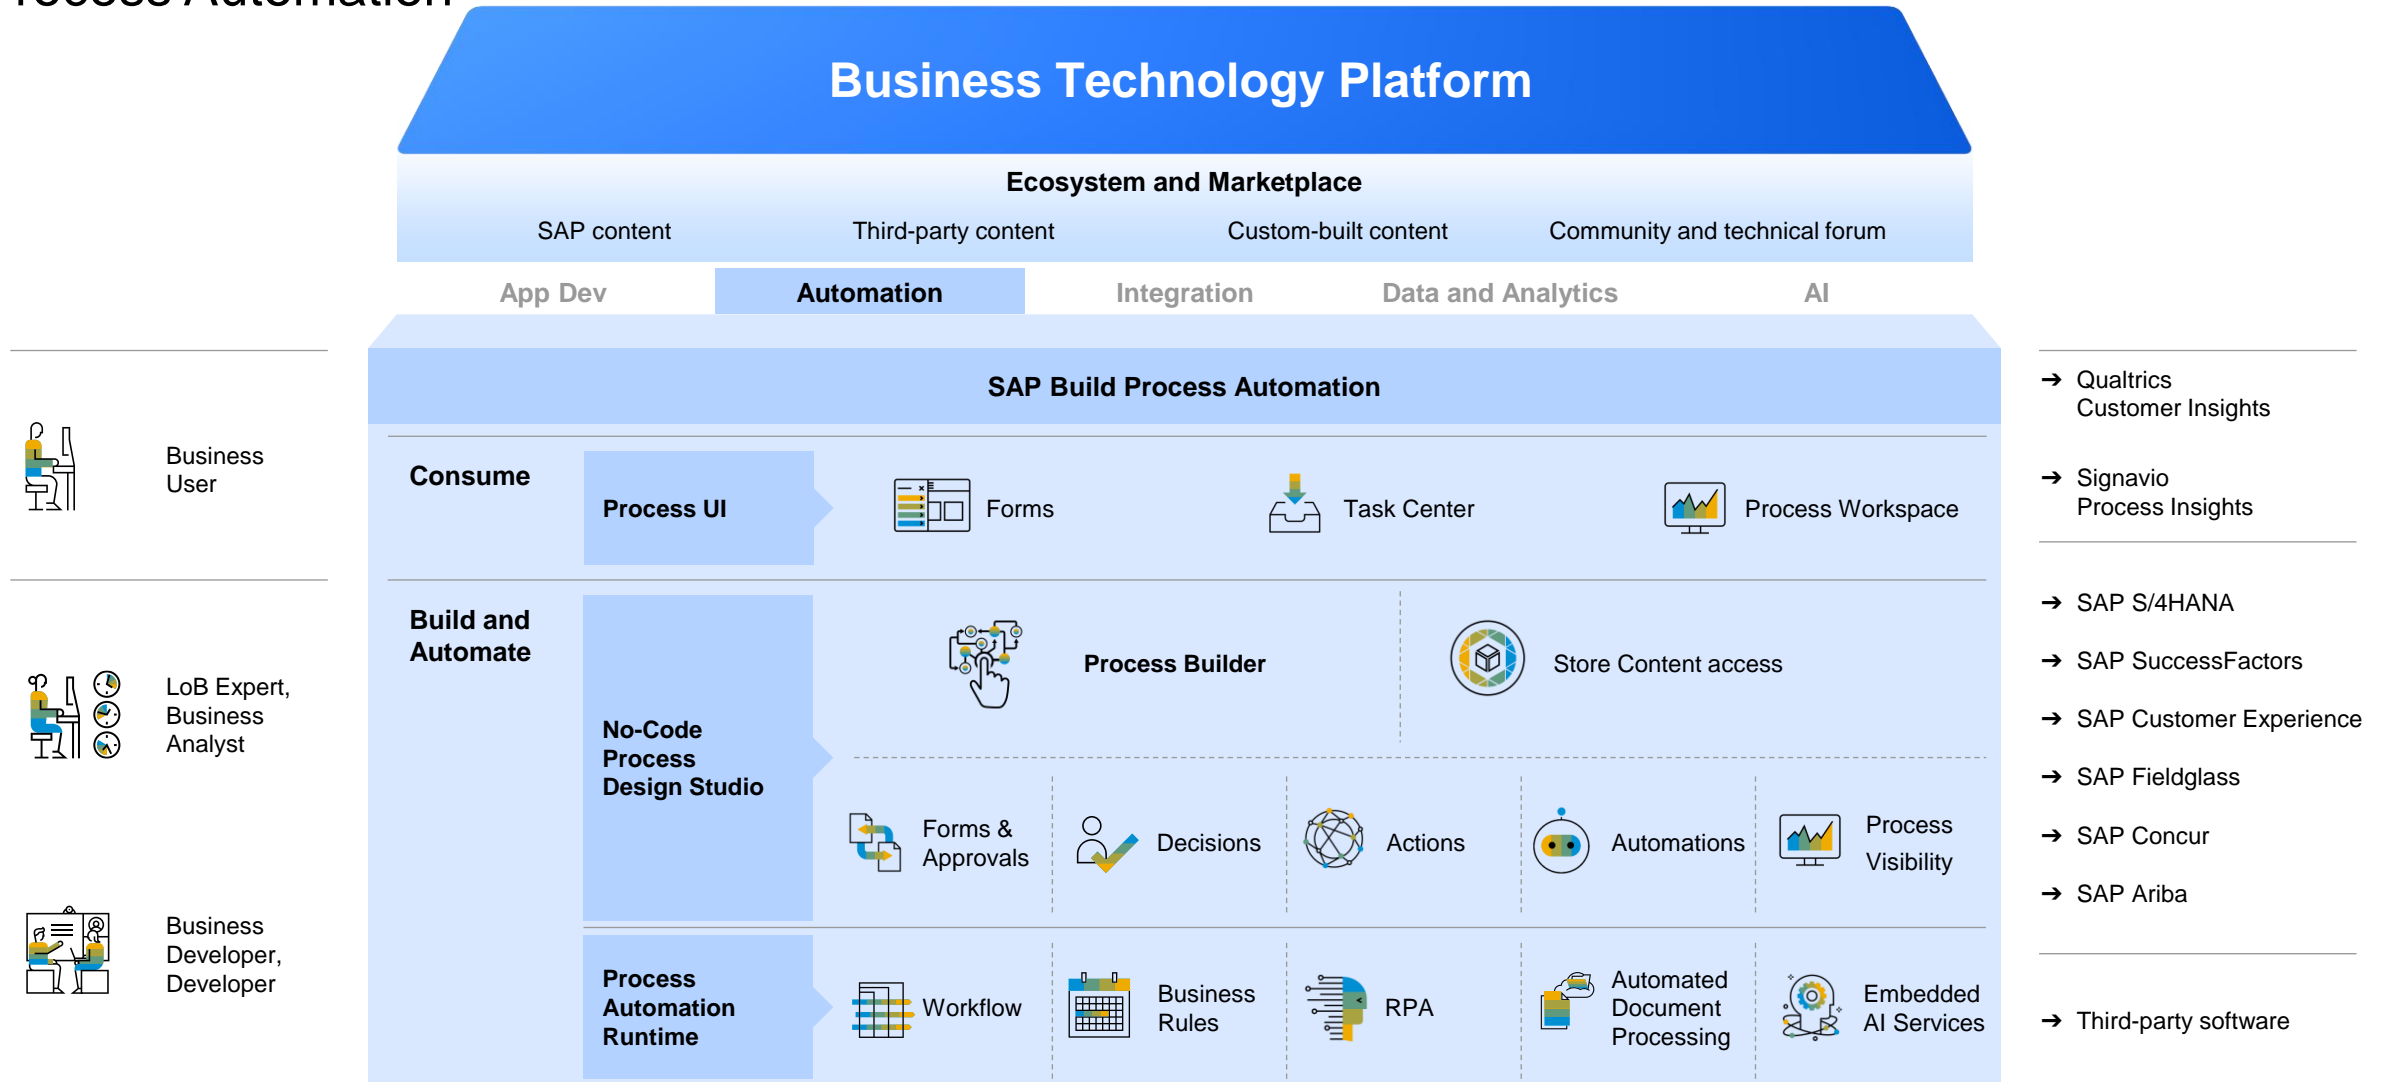 rocess Automation
Business Technology Platform
Ecosystem and Marketplace
SAP content
Third-party content
Custom-built content
Community and technical forum
App Dev
Automation
Integration
Data and Analytics
AI
SAP Build Process Automation
Business
User
LoB Expert,
Business
Analyst
Business
Developer,
Developer
Consume
Process UI
Forms
Task Center
Process Workspace
Build and
Automate
No-Code
Process
Design Studio
Process Builder
Store Content access
Forms &
Approvals
Decisions
Actions
Automations
Process
Visibility
Process
Automation
Runtime
Workflow
Business
Rules
RPA
Automated
Document
Processing
Embedded
AI Services
➔ Qualtrics
Customer Insights
➔ Signavio
Process Insights
➔ SAP S/4HANA
➔ SAP SuccessFactors
➔ SAP Customer Experience
➔ SAP Fieldglass
➔ SAP Concur
➔ SAP Ariba
➔ Third-party software